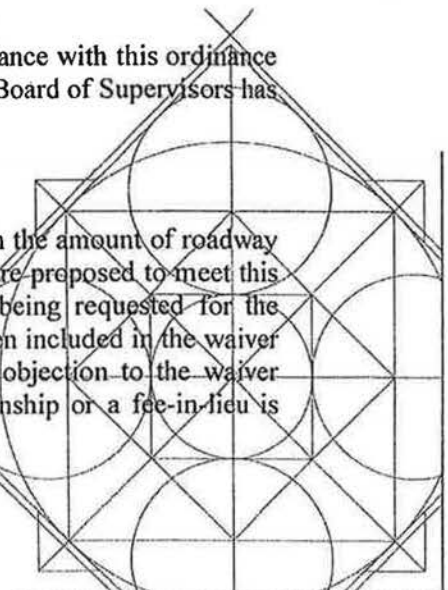 ance with this ordinance
Board of Supervisors has
the amount of roadway
re proposed to meet this
being requested for the
en included in the waiver
objection to the waiver
nship or a fee-in-lieu is